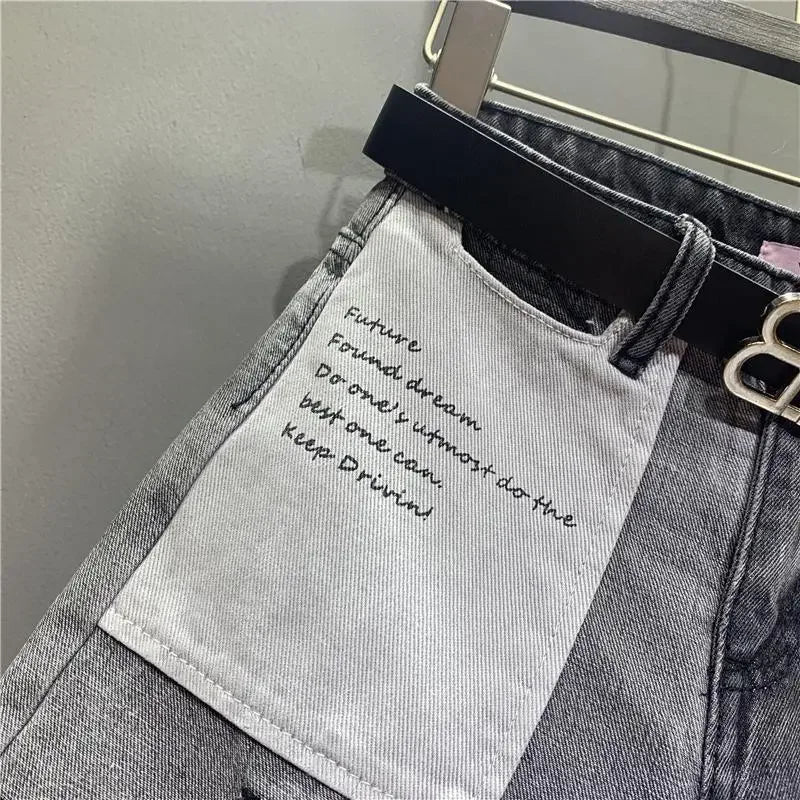 Future
Found dream
Do one's utmost do the
best one can.
Keep Drivin!